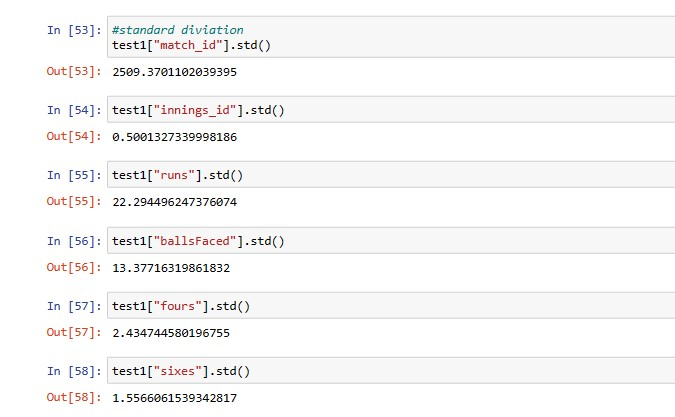 In [53]: #standard diviation
test1["match_id"].std()
Out[53]: 2509.3701102039395
In [54]: test1["innings_id"].std()
Out[54]: 0.5001327339998186
In [55]: test1["runs"].std()
Out[55]: 22.294496247376074
In [56]: test1["ballsFaced"].std()
Out[56]: 13.37716319861832
In [57]: test1["fours"].std()
Out[57]: 2.434744580196755
In [58]: test1["sixes"].std()
Out[58]: 1.5566061539342817